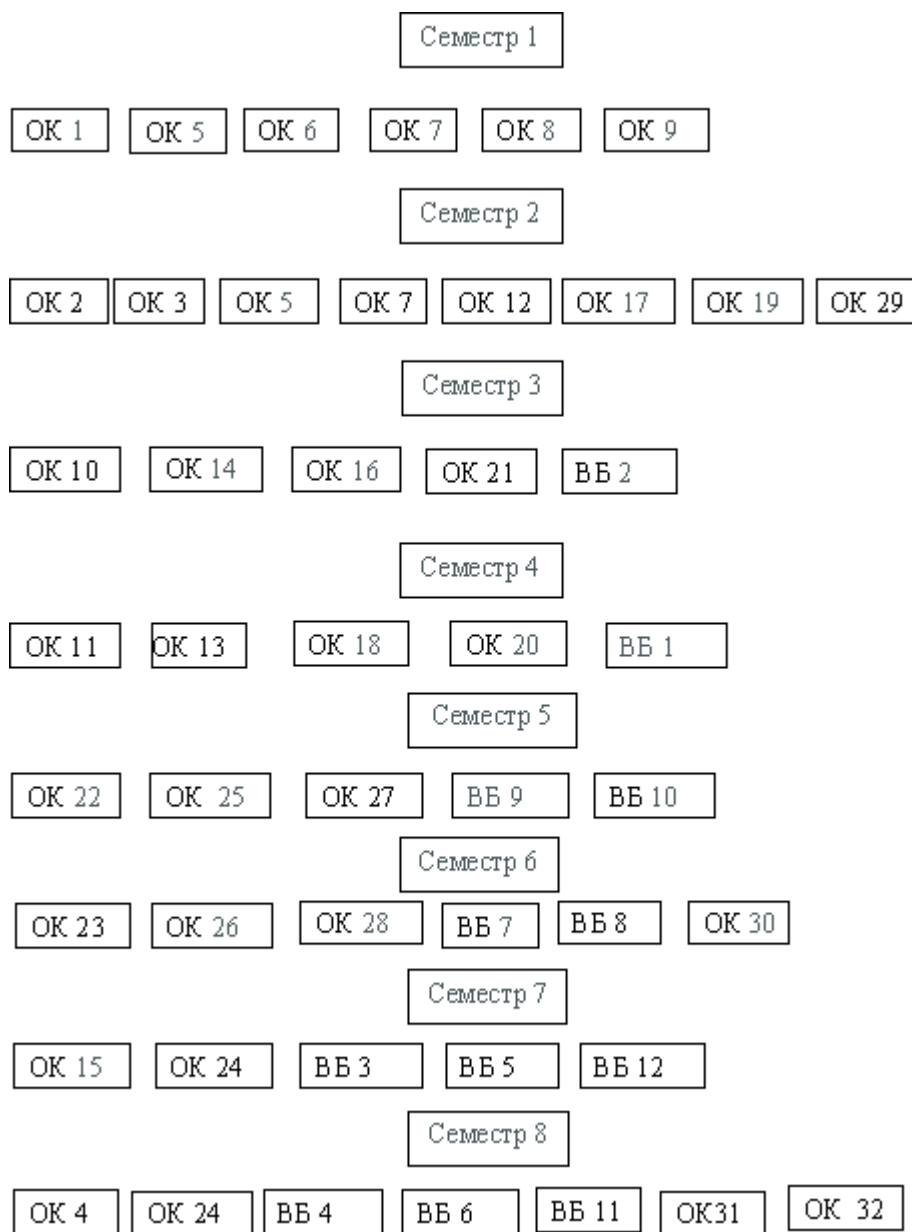 Семестр 1
ОК 1 ОК 5 ОК 6 ОК 7 ОК 8 ОК 9
Семестр 2
ОК 2 ОК 3 ОК 5 ОК 7 ОК 12 ОК 17 ОК 19 ОК 29
Семестр 3
ОК 10 ОК 14 ОК 16 ОК 21 ВБ 2
Семестр 4
ОК 11 ОК 13 ОК 18 ОК 20 ВБ 1
Семестр 5
ОК 22 ОК 25 ОК 27 ВБ 9 ВБ 10
Семестр 6
ОК 23 ОК 26 ОК 28 ВБ 7 ВБ 8 ОК 30
Семестр 7
ОК 15 ОК 24 ВБ 3 ВБ 5 ВБ 12
Семестр 8
ОК 4 ОК 24 ВБ 4 ВБ 6 ВБ 11 ОК31 ОК 32